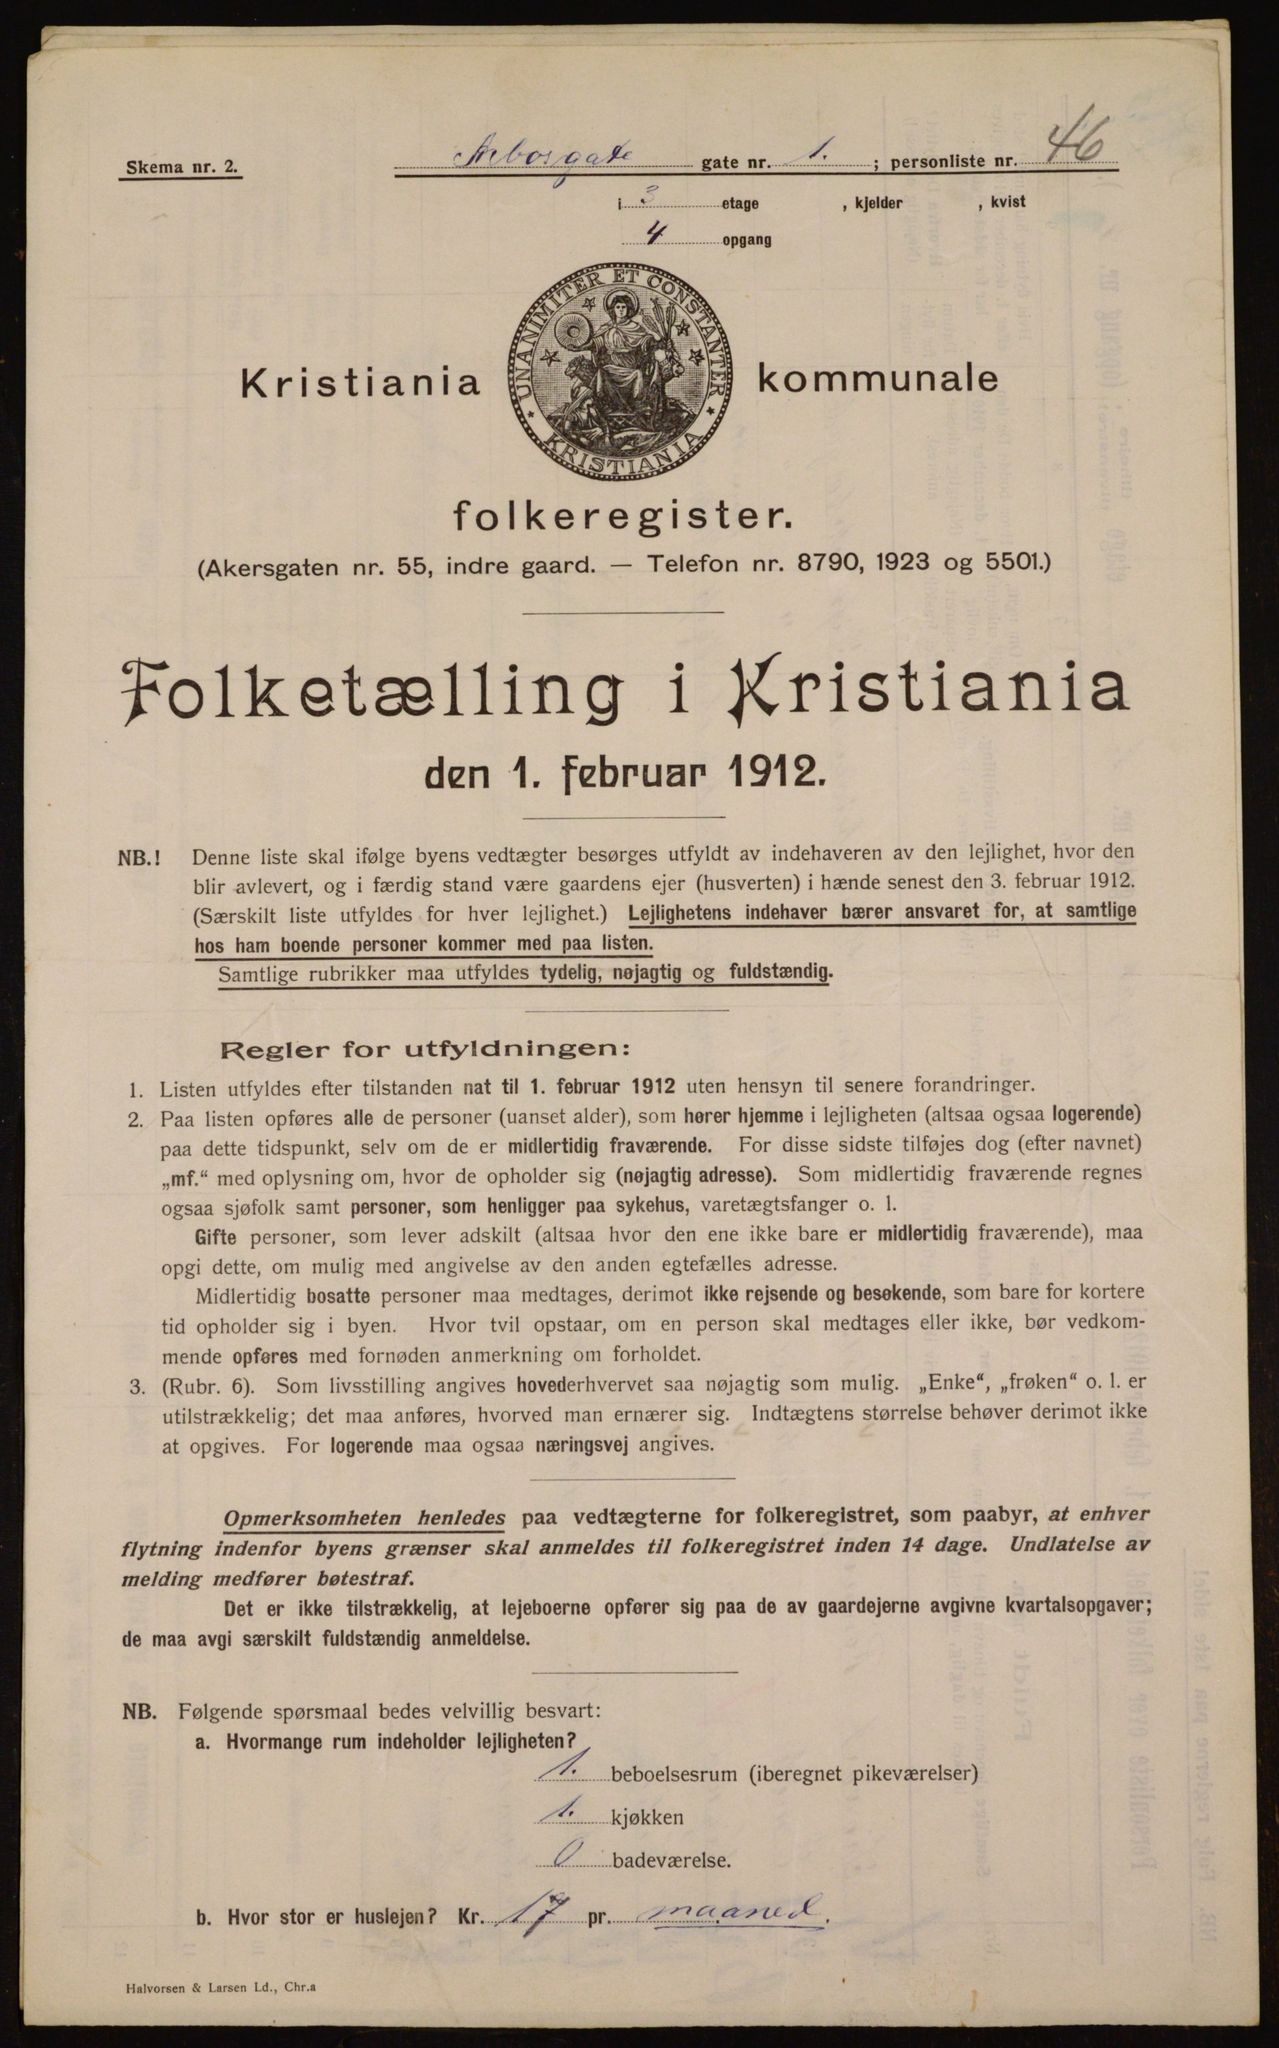 Skema nr. 2.
Arbosgate gate nr. 1. ; personliste nr. 46
i 3 etage , kjelder , kvist
4 opgang
UNANIMITER ET CONSTANTER
KRISTIANIA
Kristiania kommunale
folkeregister.
(Akersgaten nr. 55, indre gaard. — Telefon nr. 8790, 1923 og 5501.)
Folketælling i Kristiania
den 1. februar 1912.
NB.! Denne liste skal ifølge byens vedtægter besørges utfyldt av indehaveren av den lejlighet, hvor den
blir avlevert, og i færdig stand være gaardens ejer (husverten) i hænde senest den 3. februar 1912.
(Særskilt liste utfyldes for hver lejlighet.) Lejlighetens indehaver bærer ansvaret for, at samtlige
hos ham boende personer kommer med paa listen.
Samtlige rubrikker maa utfyldes tydelig, nøjagtig og fuldstændig.
Regler for utfyldningen:
1. Listen utfyldes efter tilstanden nat til 1. februar 1912 uten hensyn til senere forandringer.
2. Paa listen opføres alle de personer (uanset alder), som hører hjemme i lejligheten (altsaa ogsaa logerende)
paa dette tidspunkt, selv om de er midlertidig fraværende. For disse sidste tilføjes dog (efter navnet)
„mf.“ med oplysning om, hvor de opholder sig (nøjagtig adresse). Som midlertidig fraværende regnes
ogsaa sjøfolk samt personer, som henligger paa sykehus, varetægtsfanger o. l.
Gifte personer, som lever adskilt (altsaa hvor den ene ikke bare er midlertidig fraværende), maa
opgi dette, om mulig med angivelse av den anden egtefælles adresse.
Midlertidig bosatte personer maa medtages, derimot ikke rejsende og besøkende, som bare for kortere
tid opholder sig i byen. Hvor tvil opstaar, om en person skal medtages eller ikke, bør vedkom-
mende opføres med fornøden anmerkning om forholdet.
3. (Rubr. 6). Som livsstilling angives hovederhvervet saa nøjagtig som mulig. „Enke“, „frøken“ o. l. er
utilstrækkelig; det maa anføres, hvorved man ernærer sig. Indtægtens størrelse behøver derimot ikke
at opgives. For logerende maa ogsaa næringsvej angives.
Opmerksomheten henledes paa vedtægterne for folkeregistret, som paabyr, at enhver
flytning indenfor byens grænser skal anmeldes til folkeregistret inden 14 dage. Undlatelse av
melding medfører bøtestraf.
Det er ikke tilstrækkelig, at lejeboerne opfører sig paa de av gaardejerne avgivne kvartalsopgaver;
de maa avgi særskilt fuldstændig anmeldelse.
NB. Følgende spørsmaal bedes velvillig besvart:
a. Hvormange rum indeholder lejligheten?
1. beboelsesrum (iberegnet pikeværelser)
1. kjøkken
0 badeværelse.
b. Hvor stor er huslejen? Kr. 17 pr. maaned.
Halvorsen & Larsen Ld., Chr.a